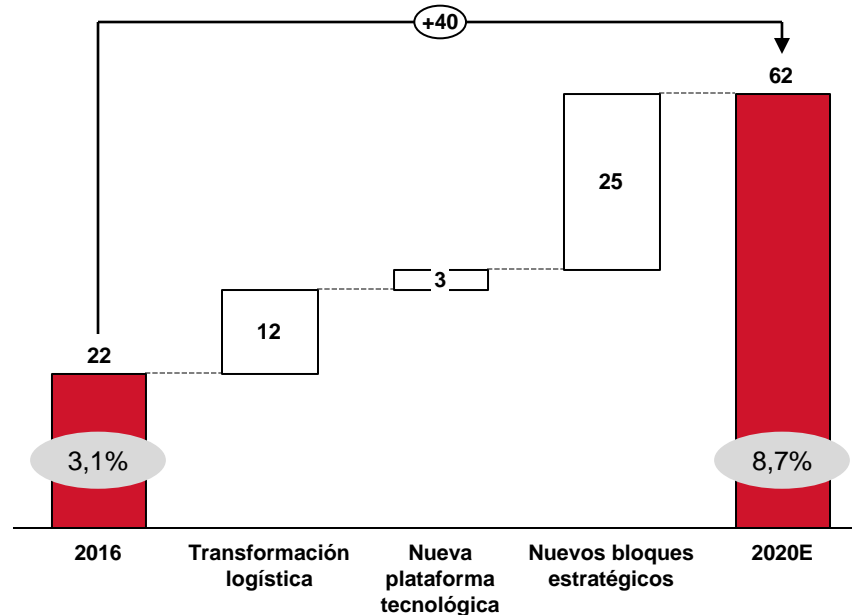 +40
62
25
3
12
22
3,1%
8,7%
2016
Transformación
logística
Nueva
plataforma
tecnológica
Nuevos bloques
estratégicos
2020E